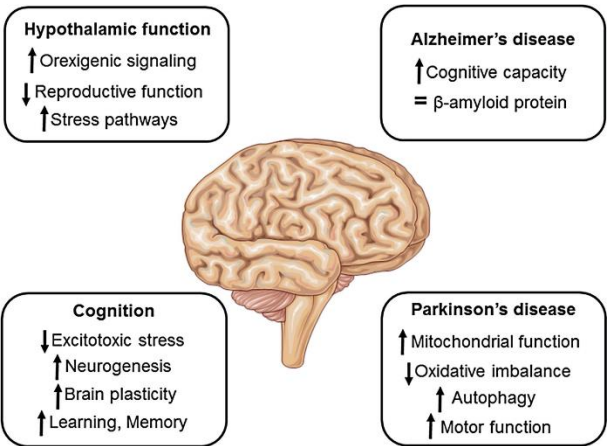 Hypothalamic function
↑ Orexigenic signaling
↓ Reproductive function
↑ Stress pathways
Alzheimer's disease
↑ Cognitive capacity
= β-amyloid protein
Cognition
↓ Excitotoxic stress
↑ Neurogenesis
↑ Brain plasticity
↑ Learning, Memory
Parkinson's disease
↑ Mitochondrial function
↓ Oxidative imbalance
↑ Autophagy
↑ Motor function